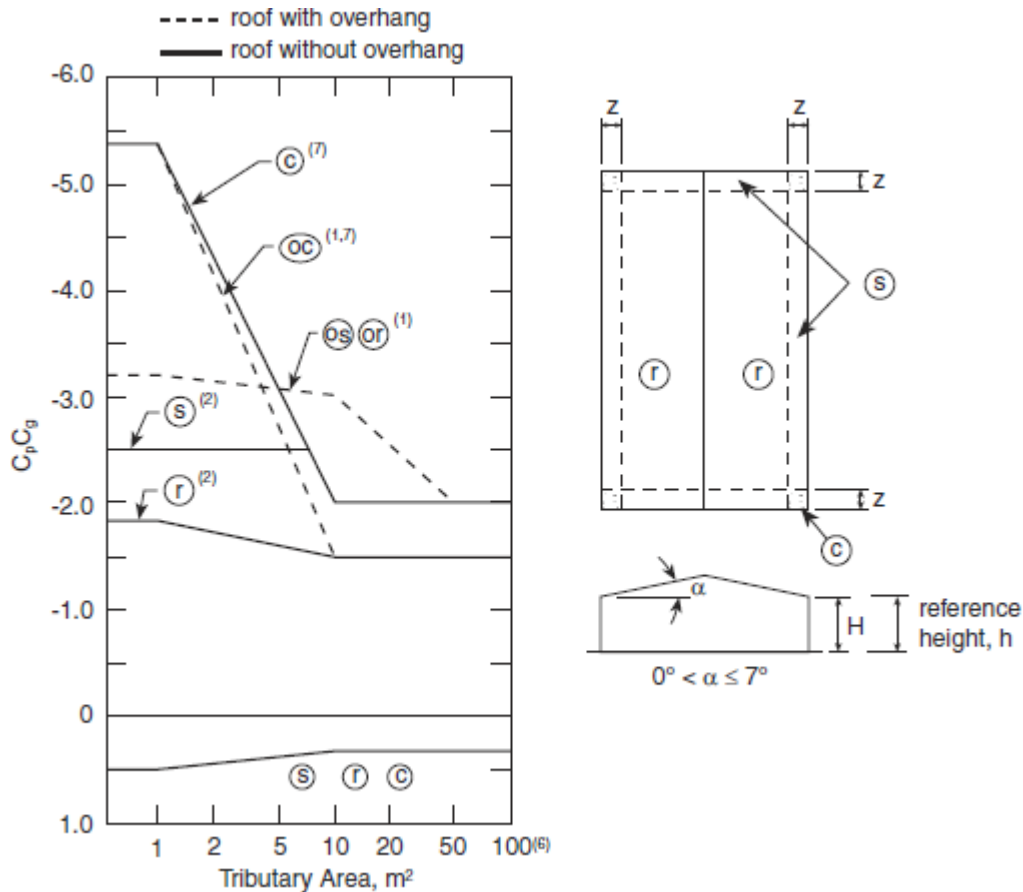 roof with overhang
roof without overhang
-6.0
-5.0
-4.0
-3.0
-2.0
-1.0
0
1.0
CpCg
c (7)
oc (1,7)
os or (1)
s (2)
r (2)
s r c
1 2 5 10 20 50 100(6)
Tributary Area, m²
z z
z
s
r r
z
c
α
H
reference
height, h
0° < α ≤ 7°